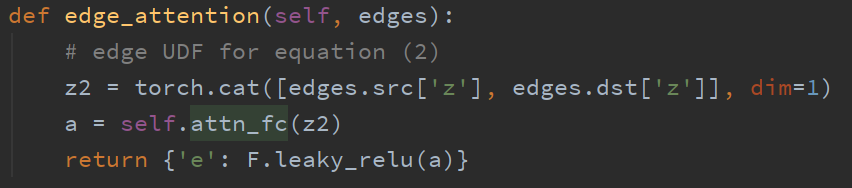 def edge_attention(self, edges):
    # edge UDF for equation (2)
    z2 = torch.cat([edges.src['z'], edges.dst['z']], dim=1)
    a = self.attn_fc(z2)
    return {'e': F.leaky_relu(a)}